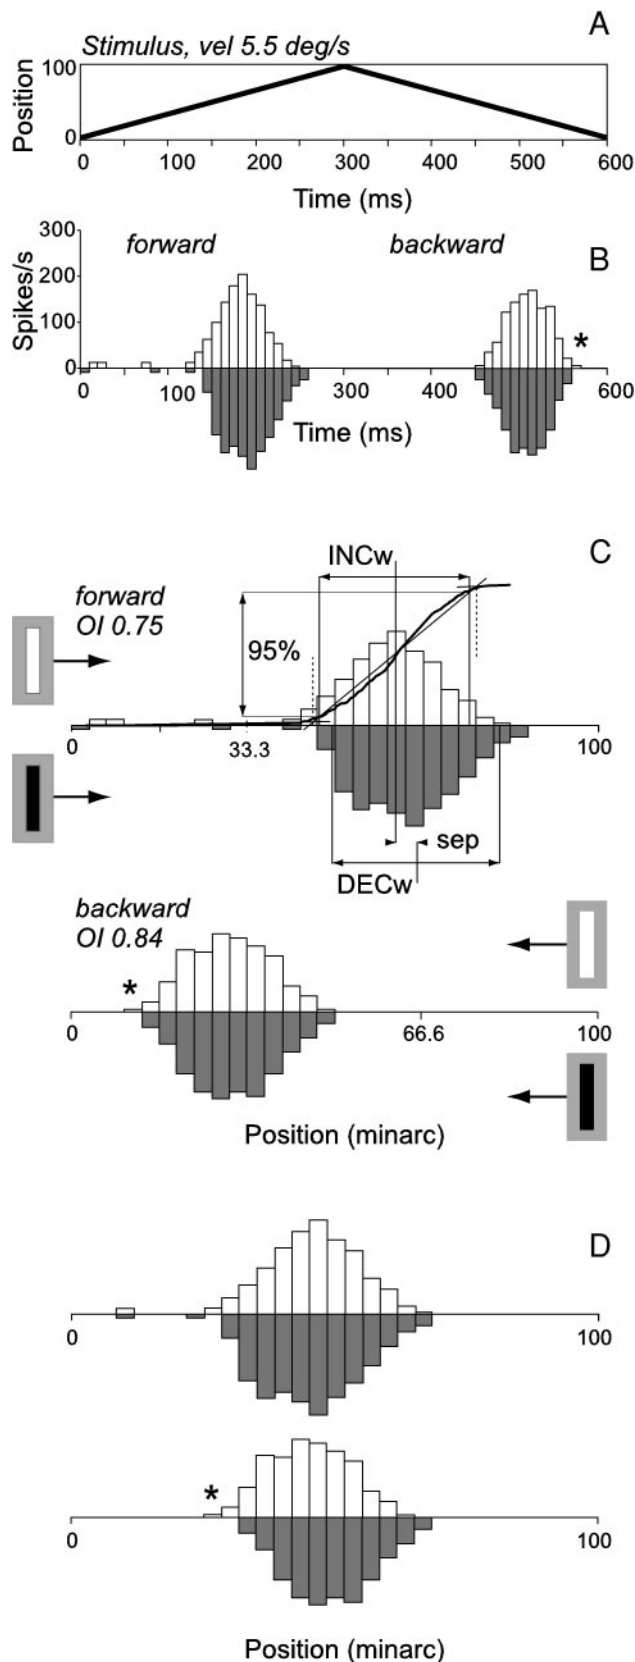 A
Stimulus, vel 5.5 deg/s
Position
100
0
0 100 200 300 400 500 600
Time (ms)
B
Spikes/s
300
200
100
0
forward backward
*
0 100 300 400 600
Time (ms)
C
INCw
forward
OI 0.75
95%
0 33.3 100
sep
DECw
backward
OI 0.84
*
0 66.6 100
Position (minarc)
D
0 100
*
0 100
Position (minarc)